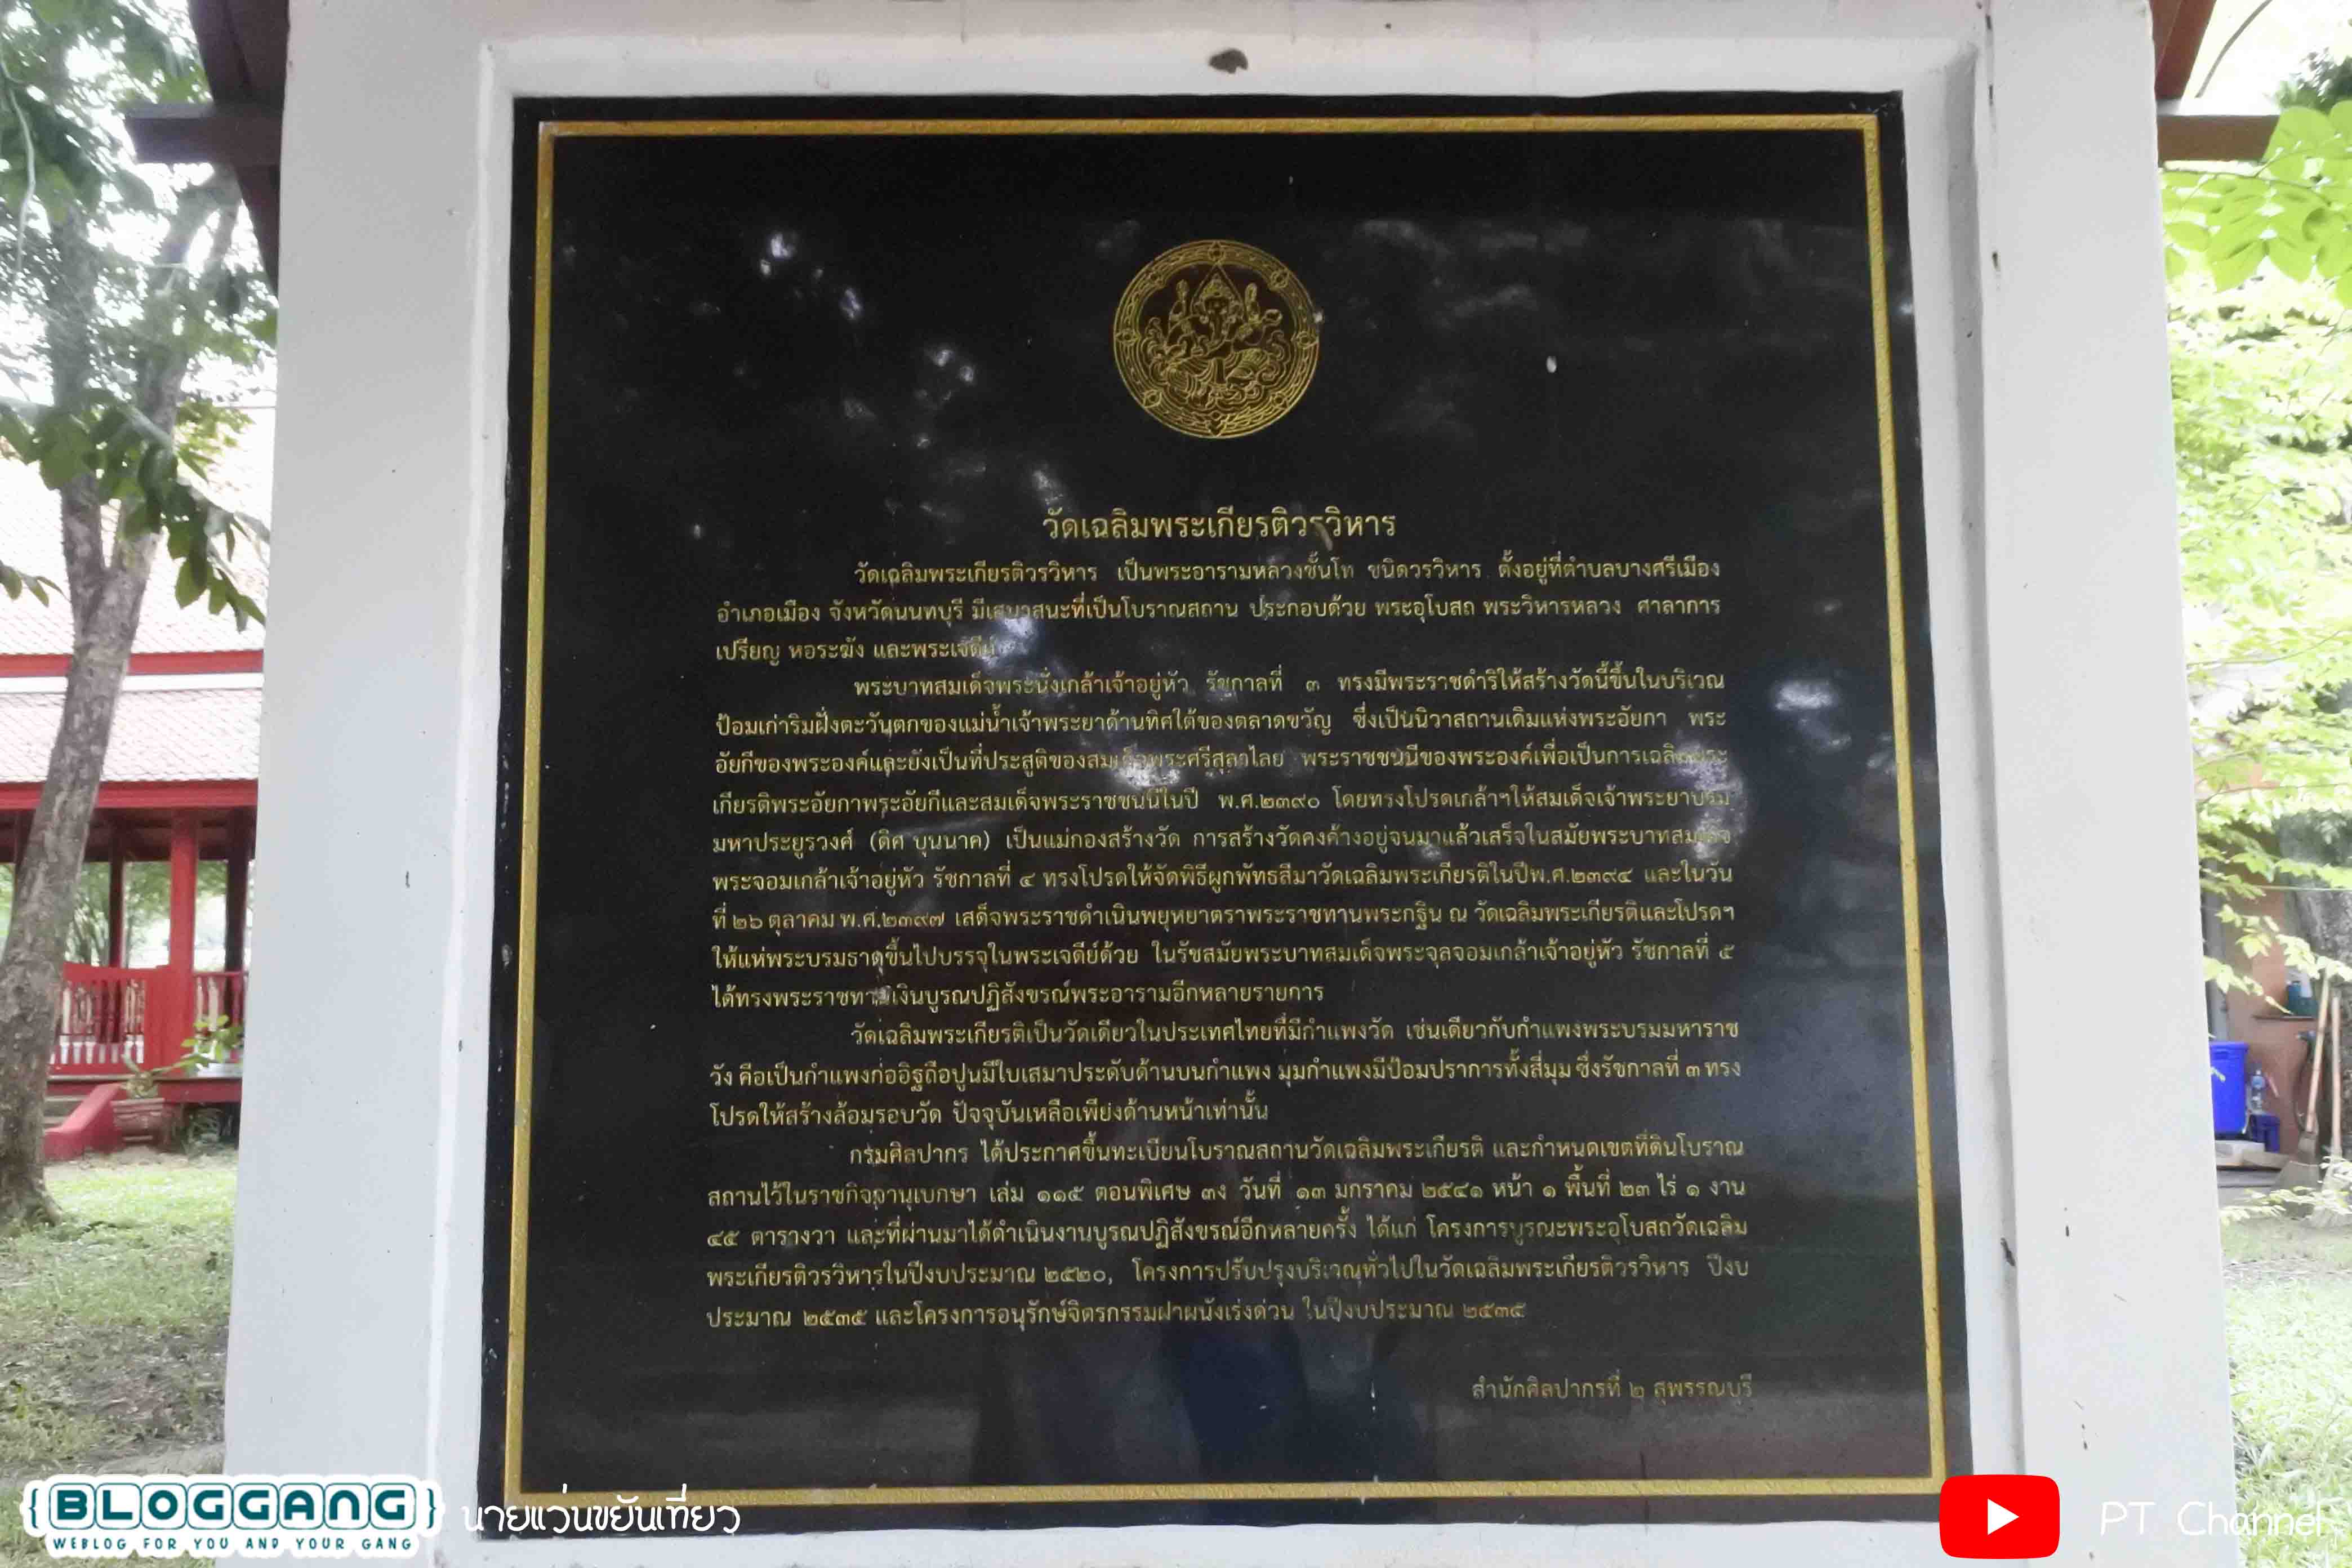 วัดเฉลิมพระเกียรติวรวิหาร
วัดเฉลิมพระเกียรติวรวิหาร เป็นพระอารามหลวงชั้นโท ชนิดวรวิหาร ตั้งอยู่ที่ตำบลบางศรีเมือง
อำเภอเมือง จังหวัดนนทบุรี มีเสนาสนะที่เป็นโบราณสถาน ประกอบด้วย พระอุโบสถ พระวิหารหลวง ศาลาการ
เปรียญ หอระฆัง และพระเจดีย์
พระบาทสมเด็จพระนั่งเกล้าเจ้าอยู่หัว รัชกาลที่ ๓ ทรงมีพระราชดำริให้สร้างวัดนี้ขึ้นในบริเวณ
ป้อมเก่าริมฝั่งตะวันตกของแม่น้ำเจ้าพระยาด้านทิศใต้ของตลาดขวัญ ซึ่งเป็นนิวาสถานเดิมแห่งพระอัยกา พระ
อัยกีของพระองค์และยังเป็นที่ประสูติของสมเด็จพระศรีสุลาไลย พระราชชนนีของพระองค์เพื่อเป็นการเฉลิมพระ
เกียรติพระอัยกาพระอัยกีและสมเด็จพระราชชนนีในปี พ.ศ.๒๓๙๐ โดยทรงโปรดเกล้าฯให้สมเด็จเจ้าพระยาบรม
มหาประยูรวงศ์ (ดิศ บุนนาค) เป็นแม่กองสร้างวัด การสร้างวัดคงค้างอยู่จนมาแล้วเสร็จในสมัยพระบาทสมเด็จ
พระจอมเกล้าเจ้าอยู่หัว รัชกาลที่ ๔ ทรงโปรดให้จัดพิธีผูกพัทธสีมาวัดเฉลิมพระเกียรติในปีพ.ศ.๒๓๙๔ และในวัน
ที่ ๒๖ ตุลาคม พ.ศ.๒๓๙๗ เสด็จพระราชดำเนินพยุหยาตราพระราชทานพระกฐิน ณ วัดเฉลิมพระเกียรติและโปรดฯ
ให้แห่พระบรมธาตุขึ้นไปบรรจุในพระเจดีย์ด้วย ในรัชสมัยพระบาทสมเด็จพระจุลจอมเกล้าเจ้าอยู่หัว รัชกาลที่ ๕
ได้ทรงพระราชทานเงินบูรณปฏิสังขรณ์พระอารามอีกหลายรายการ
วัดเฉลิมพระเกียรติเป็นวัดเดียวในประเทศไทยที่มีกำแพงวัด เช่นเดียวกับกำแพงพระบรมมหาราช
วัง คือเป็นกำแพงก่ออิฐถือปูนมีใบเสมาประดับด้านบนกำแพง มุมกำแพงมีป้อมปราการทั้งสี่มุม ซึ่งรัชกาลที่ ๓ ทรง
โปรดให้สร้างล้อมรอบวัด ปัจจุบันเหลือเพียงด้านหน้าเท่านั้น
กรมศิลปากร ได้ประกาศขึ้นทะเบียนโบราณสถานวัดเฉลิมพระเกียรติ และกำหนดเขตที่ดินโบราณ
สถานไว้ในราชกิจจานุเบกษา เล่ม ๑๑๕ ตอนพิเศษ ๓ง วันที่ ๑๓ มกราคม ๒๕๔๑ หน้า ๑ พื้นที่ ๒๓ ไร่ ๑ งาน
๔๕ ตารางวา และที่ผ่านมาได้ดำเนินงานบูรณปฏิสังขรณ์อีกหลายครั้ง ได้แก่ โครงการบูรณะพระอุโบสถวัดเฉลิม
พระเกียรติวรวิหารในปีงบประมาณ ๒๕๒๐, โครงการปรับปรุงบริเวณทั่วไปในวัดเฉลิมพระเกียรติวรวิหาร ปีงบ
ประมาณ ๒๕๓๕ และโครงการอนุรักษ์จิตรกรรมฝาผนังเร่งด่วน ในปีงบประมาณ ๒๕๓๕
สำนักศิลปากรที่ ๒ สุพรรณบุรี
{BLOGGANG} นายแว่นขยันเที่ยว
WEBLOG FOR YOU AND YOUR GANG
PT Channel